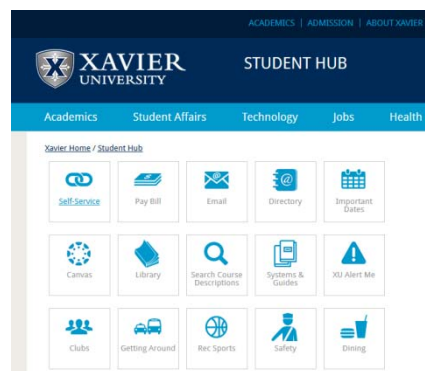 ACADEMICS | ADMISSION | ABOUT XAVIER
XAVIER
UNIVERSITY
STUDENT HUB
Academics Student Affairs Technology Jobs Health
Xavier Home / Student Hub
Self-Service Pay Bill Email Directory Important
Dates
Canvas Library Search Course
Descriptions Systems &
Guides XU Alert Me
Clubs Getting Around Rec Sports Safety Dining